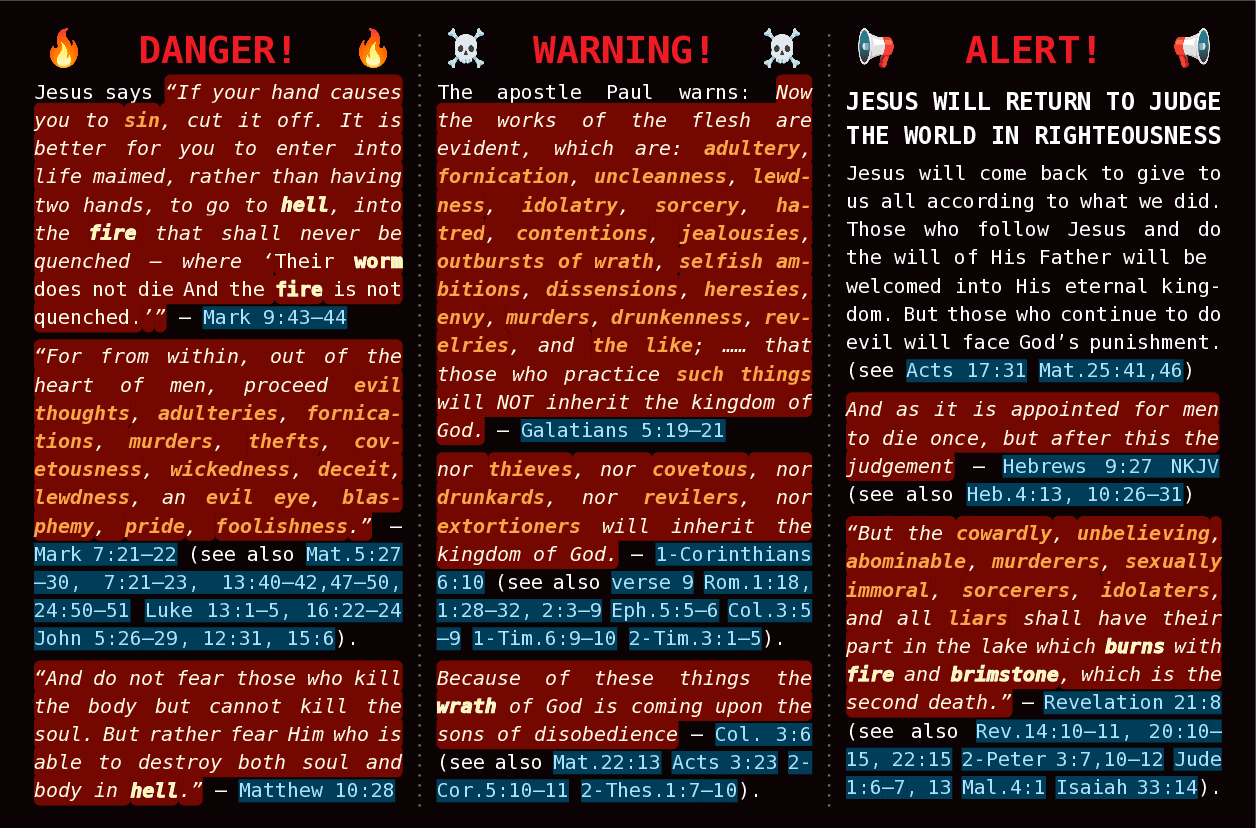 DANGER!
Jesus says “If your hand causes
you to sin, cut it off. It is
better for you to enter into
life maimed, rather than having
two hands, to go to hell, into
the fire that shall never be
quenched — where ‘Their worm
does not die And the fire is not
quenched.’” — Mark 9:43–44
“For from within, out of the
heart of men, proceed evil
thoughts, adulteries, fornica-
tions, murders, thefts, cov-
etousness, wickedness, deceit,
lewdness, an evil eye, blas-
phemy, pride, foolishness.” —
Mark 7:21–22 (see also Mat.5:27
–30, 7:21–23, 13:40–42,47–50,
24:50–51 Luke 13:1–5, 16:22–24
John 5:26–29, 12:31, 15:6).
“And do not fear those who kill
the body but cannot kill the
soul. But rather fear Him who is
able to destroy both soul and
body in hell.” — Matthew 10:28
WARNING!
The apostle Paul warns: Now
the works of the flesh are
evident, which are: adultery,
fornication, uncleanness, lewd-
ness, idolatry, sorcery, ha-
tred, contentions, jealousies,
outbursts of wrath, selfish am-
bitions, dissensions, heresies,
envy, murders, drunkenness, rev-
elries, and the like; …… that
those who practice such things
will NOT inherit the kingdom of
God. — Galatians 5:19–21
nor thieves, nor covetous, nor
drunkards, nor revilers, nor
extortioners will inherit the
kingdom of God. — 1-Corinthians
6:10 (see also verse 9 Rom.1:18,
1:28–32, 2:3–9 Eph.5:5–6 Col.3:5
–9 1-Tim.6:9–10 2-Tim.3:1–5).
Because of these things the
wrath of God is coming upon the
sons of disobedience — Col. 3:6
(see also Mat.22:13 Acts 3:23 2-
Cor.5:10–11 2-Thes.1:7–10).
ALERT!
JESUS WILL RETURN TO JUDGE
THE WORLD IN RIGHTEOUSNESS
Jesus will come back to give to
us all according to what we did.
Those who follow Jesus and do
the will of His Father will be
welcomed into His eternal king-
dom. But those who continue to do
evil will face God’s punishment.
(see Acts 17:31 Mat.25:41,46)
And as it is appointed for men
to die once, but after this the
judgement — Hebrews 9:27 NKJV
(see also Heb.4:13, 10:26–31)
“But the cowardly, unbelieving,
abominable, murderers, sexually
immoral, sorcerers, idolaters,
and all liars shall have their
part in the lake which burns with
fire and brimstone, which is the
second death.” — Revelation 21:8
(see also Rev.14:10–11, 20:10–
15, 22:15 2-Peter 3:7,10–12 Jude
1:6–7, 13 Mal.4:1 Isaiah 33:14).